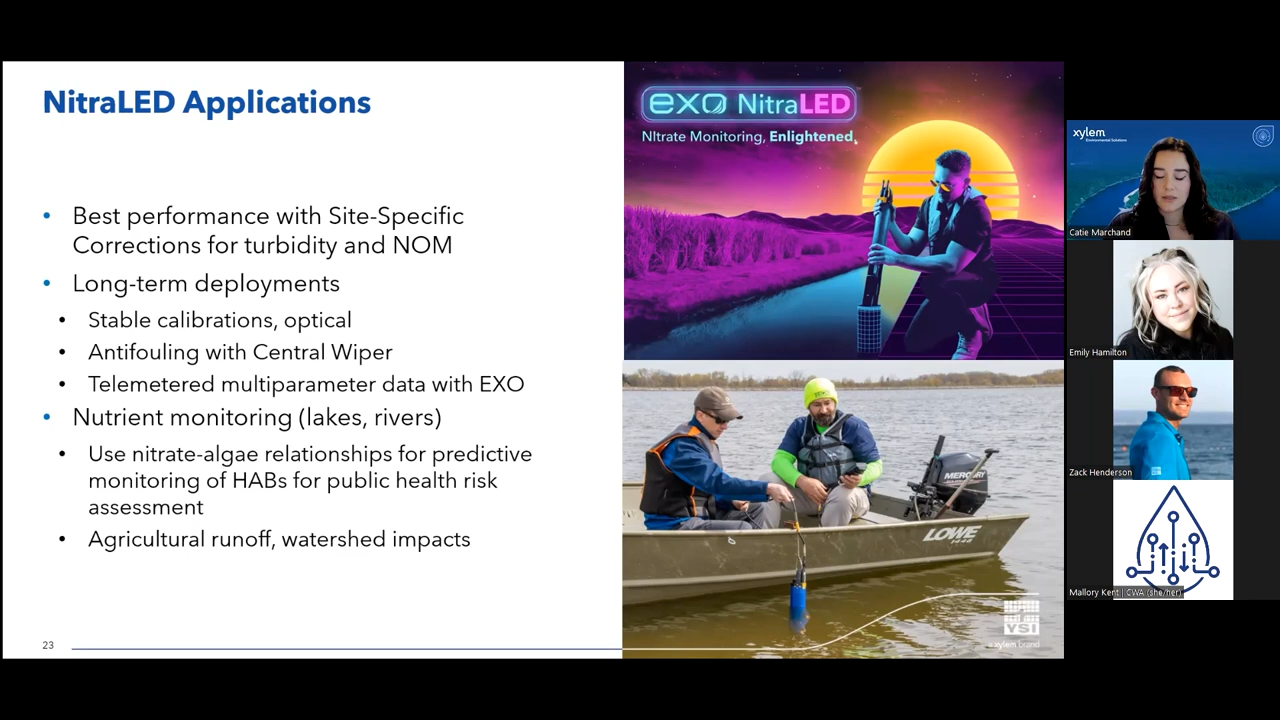 NitraLED Applications
• Best performance with Site-Specific
Corrections for turbidity and NOM
• Long-term deployments
• Stable calibrations, optical
• Antifouling with Central Wiper
• Telemetered multiparameter data with EXO
• Nutrient monitoring (lakes, rivers)
• Use nitrate-algae relationships for predictive
monitoring of HABs for public health risk
assessment
• Agricultural runoff, watershed impacts
23
exo NitraLED
NItrate Monitoring, Enlightened.
MERCURY
LOWE
YSI
a xylem brand
xylem
Environmental Solutions
Catie Marchand
Emily Hamilton
Zack Henderson
Mallory Kent | CWA (she/her)